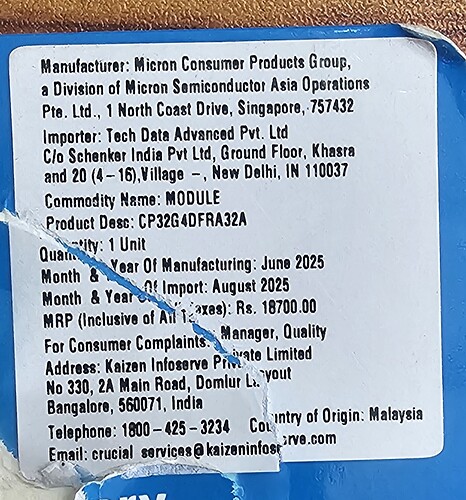 Manufacturer: Micron Consumer Products Group,
a Division of Micron Semiconductor Asia Operations
Pte. Ltd., 1 North Coast Drive, Singapore, 757432
Importer: Tech Data Advanced Pvt. Ltd
C/o Schenker India Pvt Ltd, Ground Floor, Khasra
and 20 (4-16),Village -, New Delhi, IN 110037
Commodity Name: MODULE
Product Desc: CP32G4DFRA32A
Quantity: 1 Unit
Month & Year Of Manufacturing: June 2025
Month & Year Of Import: August 2025
MRP (Inclusive of All Taxes): Rs. 18700.00
For Consumer Complaints: Manager, Quality
Address: Kaizen Infoserve Private Limited
No 330, 2A Main Road, Domlur Layout
Bangalore, 560071, India
Telephone: 1800-425-3234 Country of Origin: Malaysia
Email: crucial_services@kaizeninfoserve.com